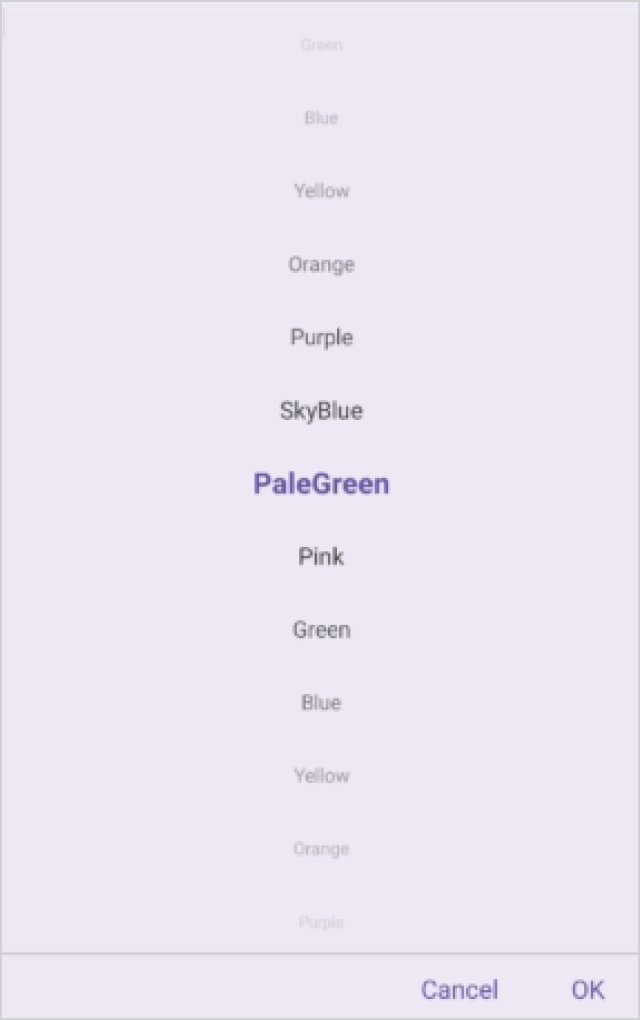 Green
Blue
Yellow
Orange
Purple
SkyBlue
PaleGreen
Pink
Green
Blue
Yellow
Orange
Purple
Cancel OK